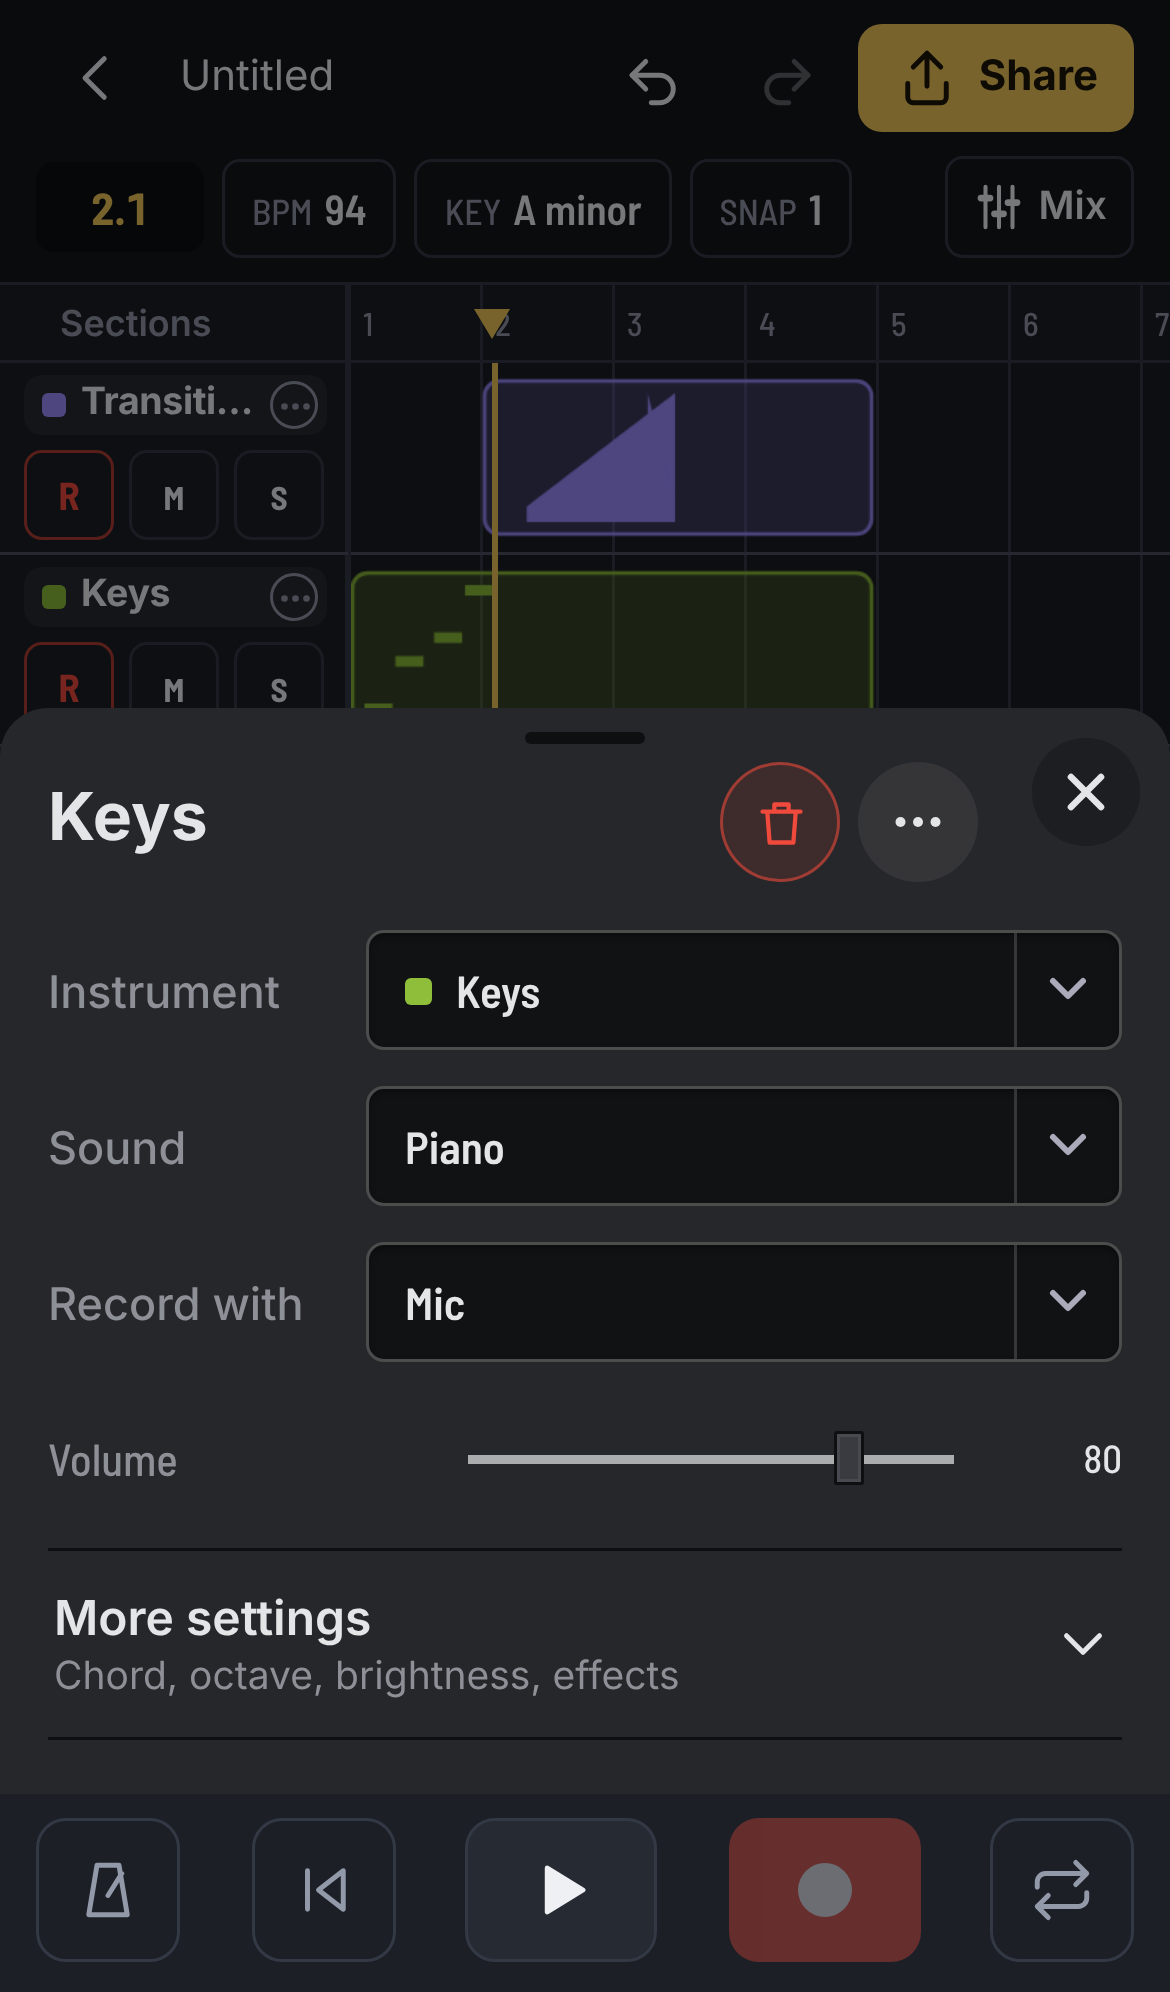 Untitled
Share
2.1
BPM 94
KEY A minor
SNAP 1
Mix
Sections
1
2
3
4
5
6
7
Transiti...
R
M
S
Keys
R
M
S
Keys
Instrument
Keys
Sound
Piano
Record with
Mic
Volume
80
More settings
Chord, octave, brightness, effects